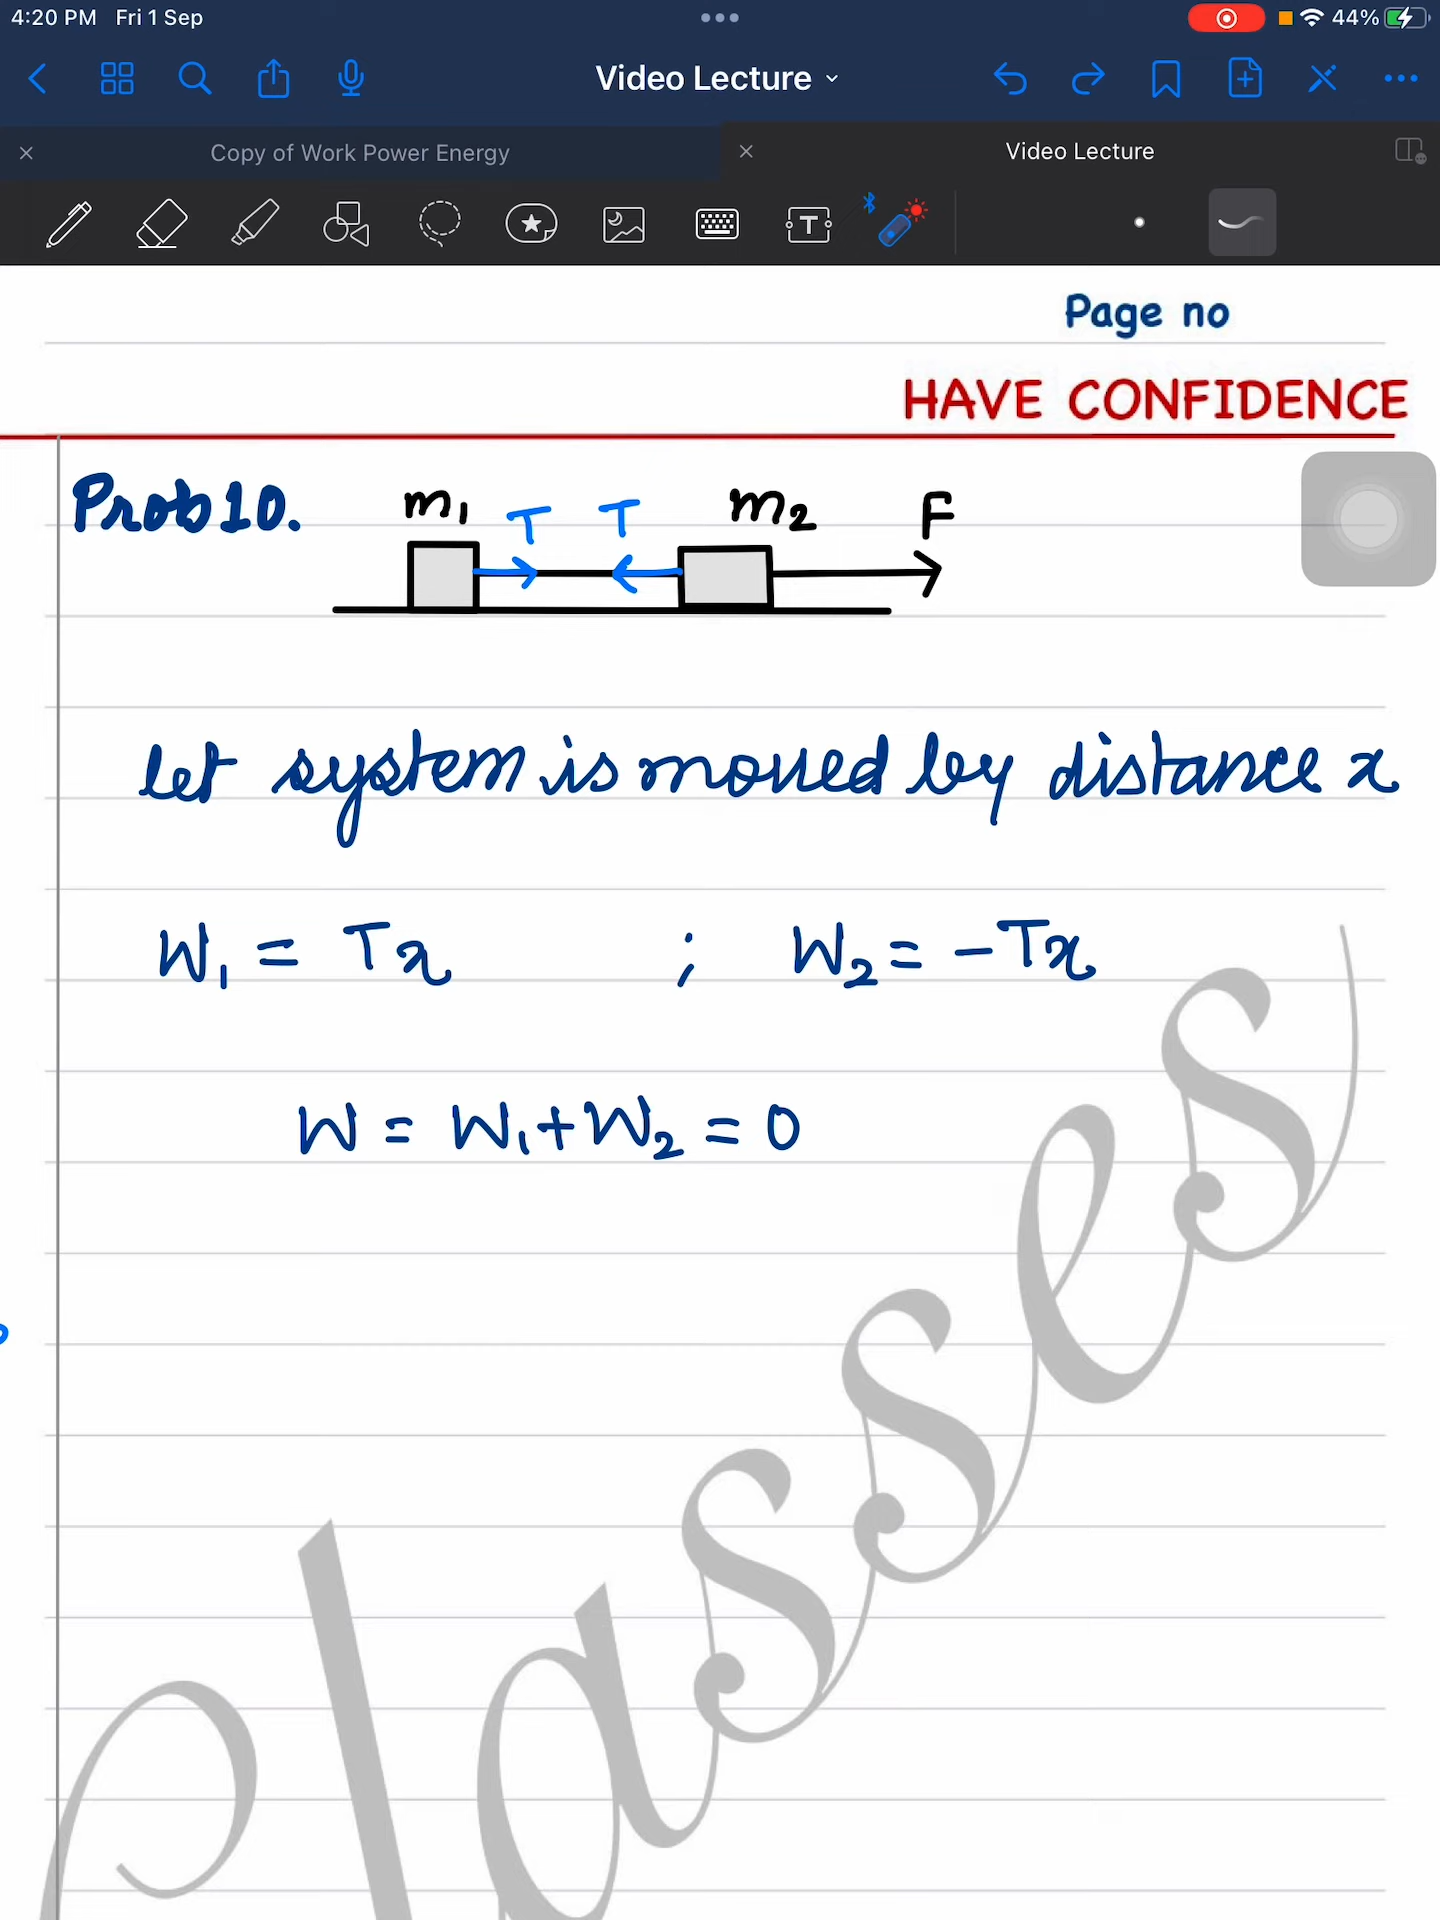 4:20 PM Fri 1 Sep
44%
Video Lecture
Copy of Work Power Energy
Video Lecture
T
Page no
HAVE CONFIDENCE
Prob 10. m₁ T T m₂ F
let system is moved by distance x
W₁ = Tx ; W₂ = -Tx
W = W₁+W₂ = 0
classes